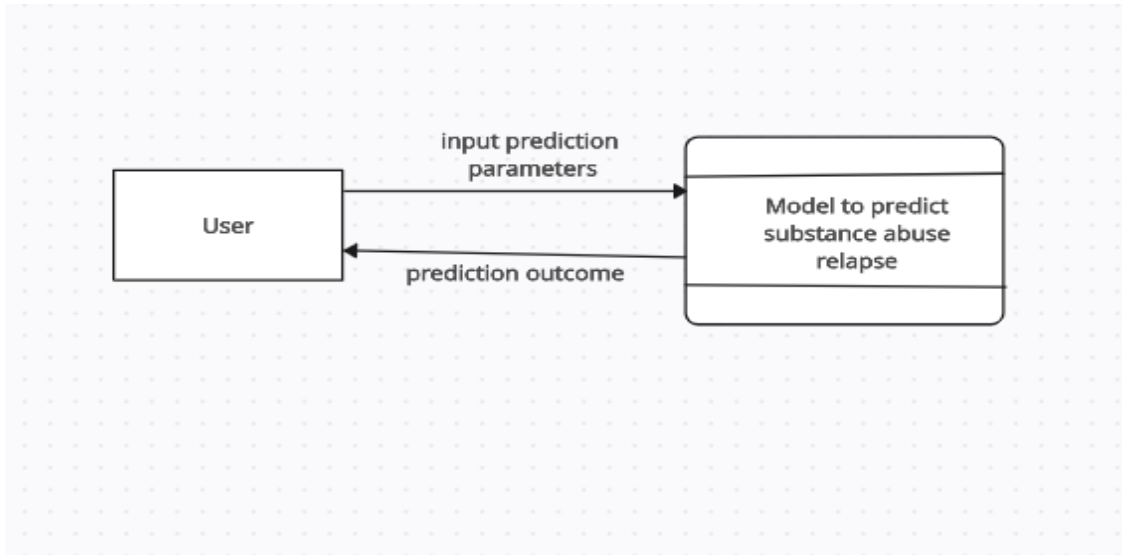 input prediction
parameters
User
Model to predict
substance abuse
relapse
prediction outcome